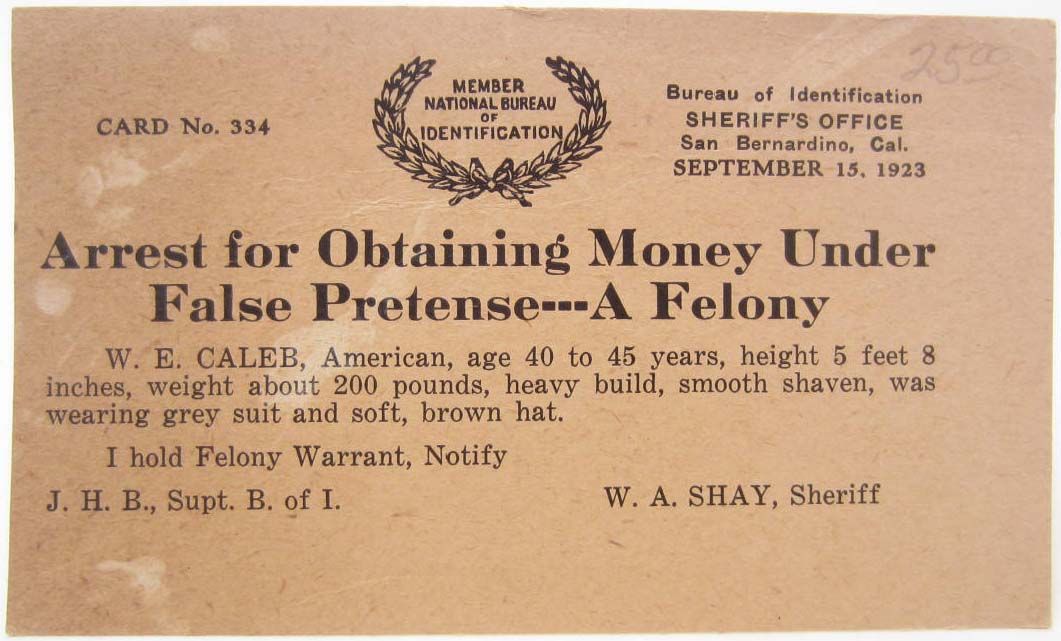 25.00
CARD No. 334
MEMBER
NATIONAL BUREAU
OF
IDENTIFICATION
Bureau of Identification
SHERIFF'S OFFICE
San Bernardino, Cal.
SEPTEMBER 15, 1923
Arrest for Obtaining Money Under
False Pretense---A Felony
W. E. CALEB, American, age 40 to 45 years, height 5 feet 8
inches, weight about 200 pounds, heavy build, smooth shaven, was
wearing grey suit and soft, brown hat.
I hold Felony Warrant, Notify
J. H. B., Supt. B. of I.
W. A. SHAY, Sheriff